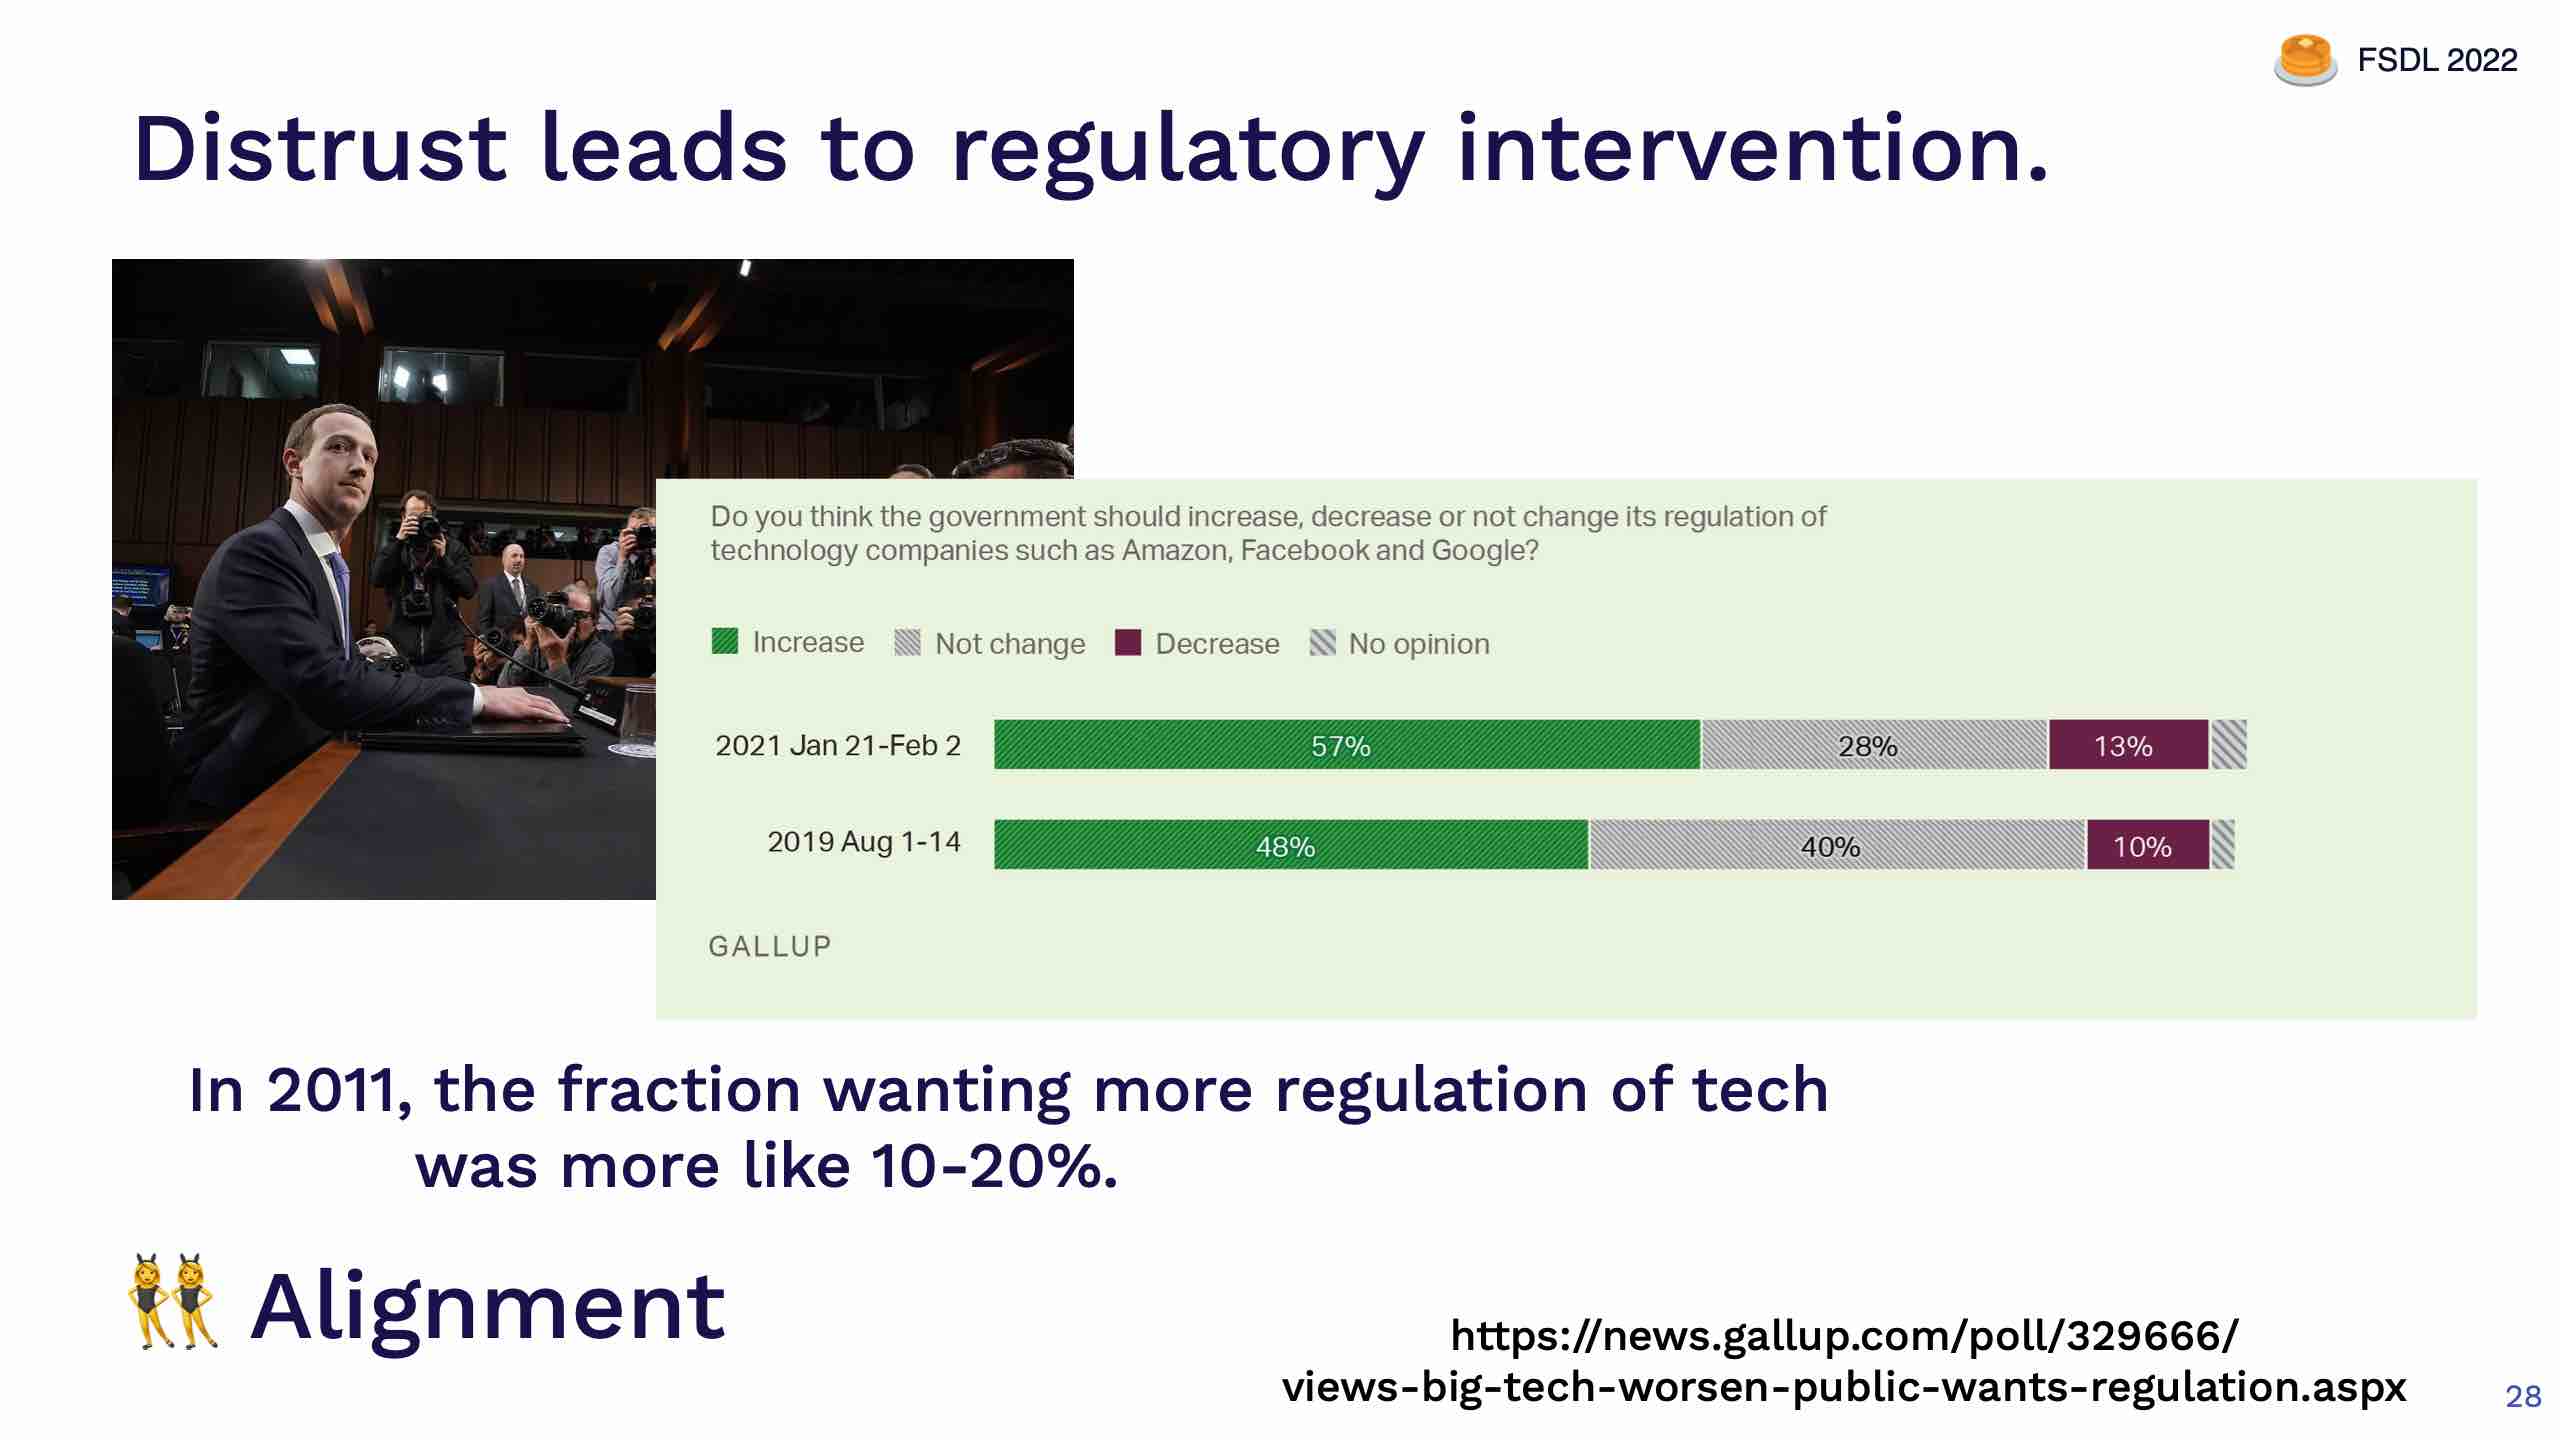 FSDL 2022
Distrust leads to regulatory intervention.
Do you think the government should increase, decrease or not change its regulation of
technology companies such as Amazon, Facebook and Google?
Increase Not change Decrease No opinion
2021 Jan 21-Feb 2 57% 28% 13%
2019 Aug 1-14 48% 40% 10%
GALLUP
In 2011, the fraction wanting more regulation of tech
was more like 10-20%.
Alignment
https://news.gallup.com/poll/329666/
views-big-tech-worsen-public-wants-regulation.aspx
28